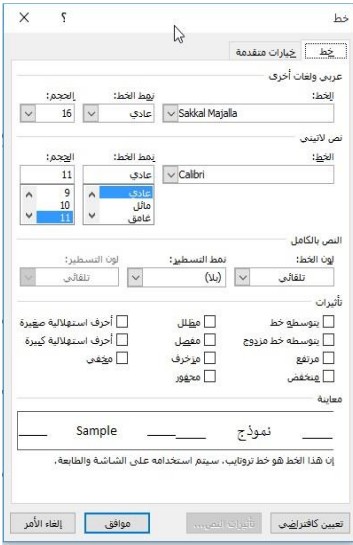 خط ؟ ×
خط خيارات متقدمة
عربي ولغات أخرى
الخط: نمط الخط: الحجم:
Sakkal Majalla عادي 16
نص لاتيني
الخط: نمط الخط: الحجم:
Calibri عادي 11
عادي 9
مائل 10
غامق 11
النص بالكامل
لون الخط: نمط التسطير: لون التسطير:
تلقائي (بلا) تلقائي
تأثيرات
يتوسطه خط مظلل أحرف استهلالية صغيرة
يتوسطه خط مزدوج مفصل أحرف استهلالية كبيرة
مرتفع مزخرف مخفي
منخفض محفور
معاينة
نموذج Sample
إن هذا الخط هو خط تروتايب. سيتم استخدامه على الشاشة والطابعة.
تعيين كافتراضي تأثيرات النص... موافق إلغاء الأمر